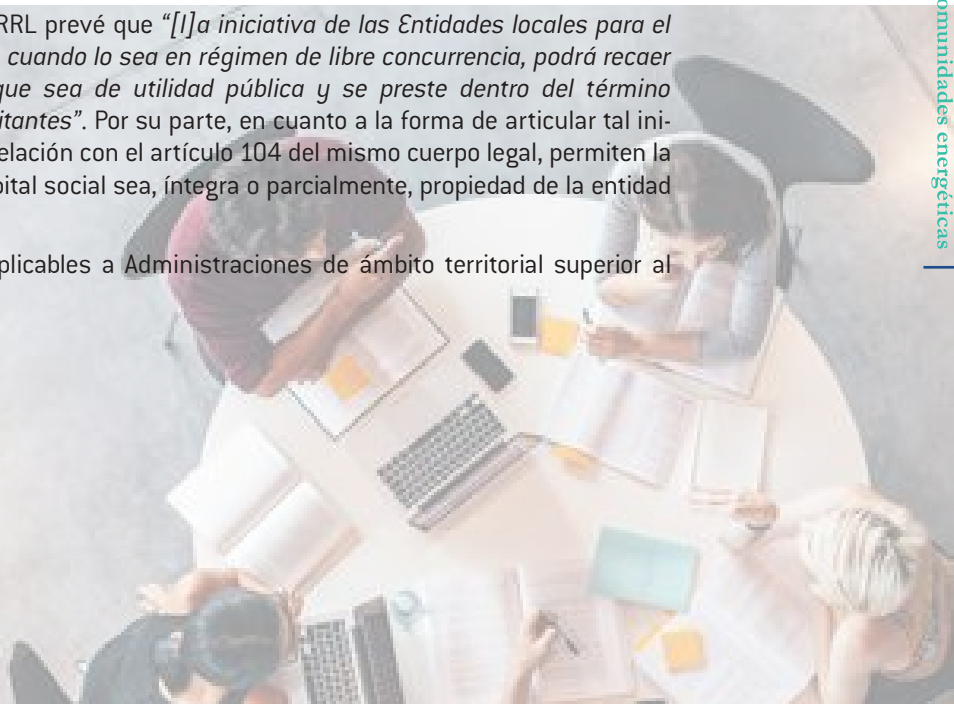 RRL prevé que “[l]a iniciativa de las Entidades locales para el
cuando lo sea en régimen de libre concurrencia, podrá recaer
que sea de utilidad pública y se preste dentro del término
itantes”. Por su parte, en cuanto a la forma de articular tal ini-
elación con el artículo 104 del mismo cuerpo legal, permiten la
pital social sea, íntegra o parcialmente, propiedad de la entidad
plicables a Administraciones de ámbito territorial superior al
omunidades energéticas